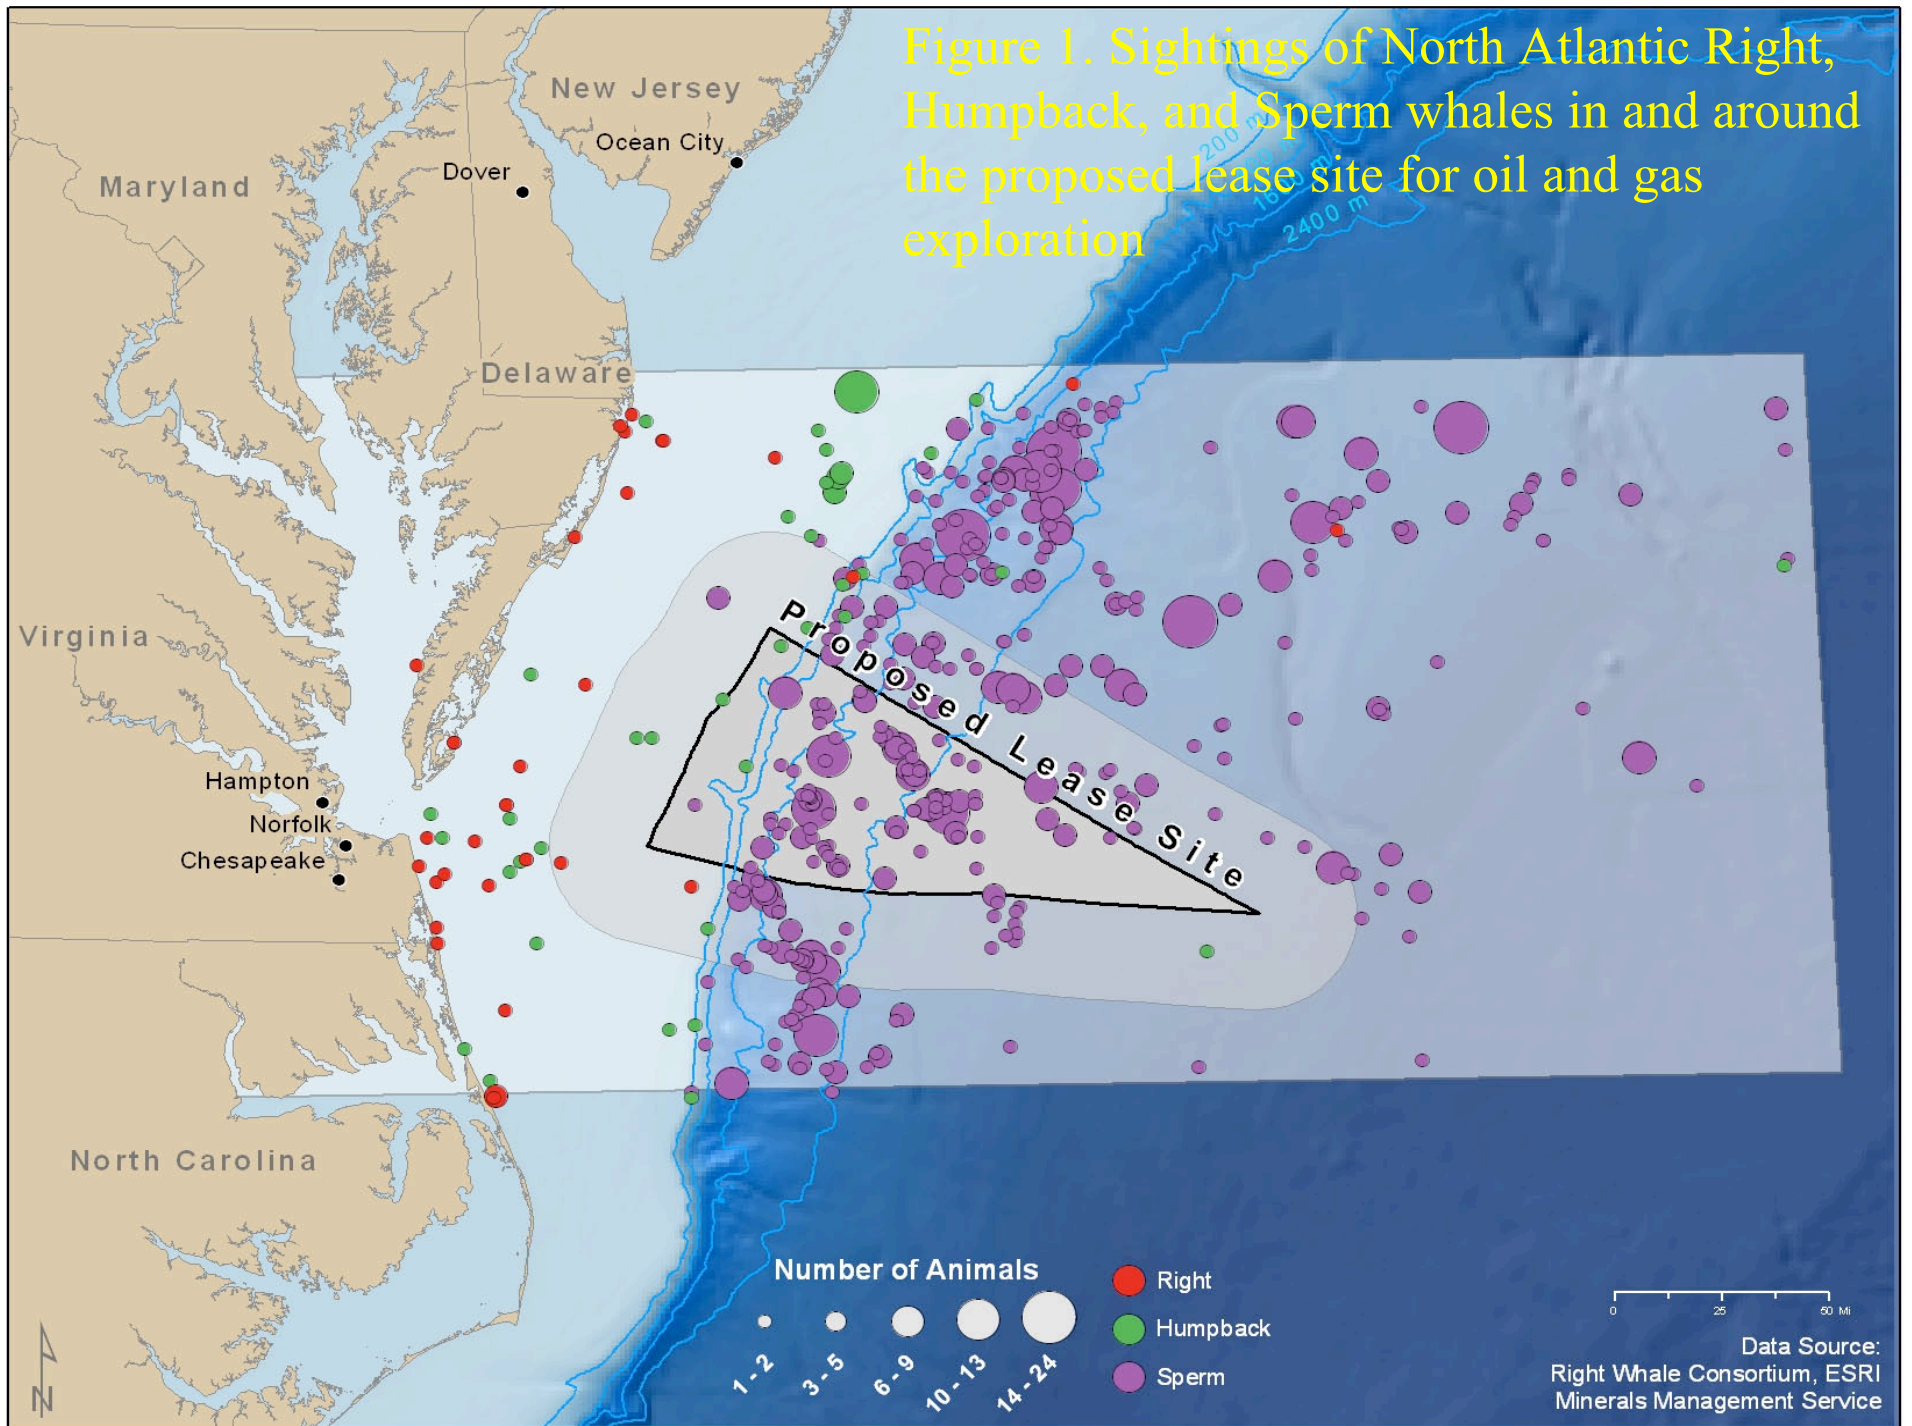 Figure 1. Sightings of North Atlantic Right,
Humpback, and Sperm whales in and around
the proposed lease site for oil and gas
exploration
New Jersey
Ocean City
Dover
Maryland
200 m
1600 m
2400 m
Delaware
Virginia
Proposed Lease Site
Hampton
Norfolk
Chesapeake
North Carolina
Number of Animals
1 - 2
3 - 5
6 - 9
10 - 13
14 - 24
Right
Humpback
Sperm
0 25 50 Mi
Data Source:
Right Whale Consortium, ESRI
Minerals Management Service
N